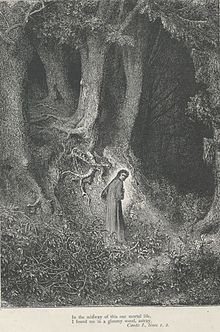 In the midway of this our mortal life,
I found me in a gloomy wood, astray.
Canto I., lines 1, 2.